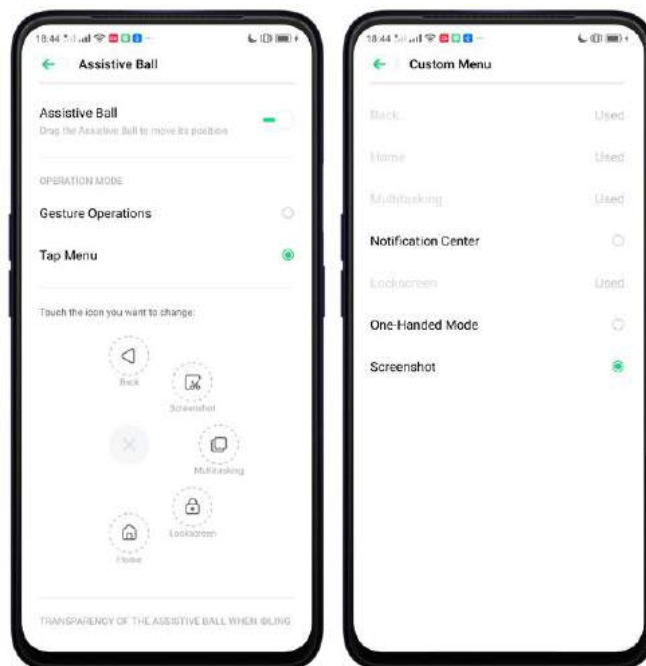 18:44
Assistive Ball
Assistive Ball
Drag the Assistive Ball to move its position
OPERATION MODE
Gesture Operations
Tap Menu
Touch the icon you want to change:
Back
Screenshot
Multitasking
Lockscreen
Home
TRANSPARENCY OF THE ASSISTIVE BALL WHEN IDLING
18:44
Custom Menu
Back Used
Home Used
Multitasking Used
Notification Center
Lockscreen Used
One-Handed Mode
Screenshot